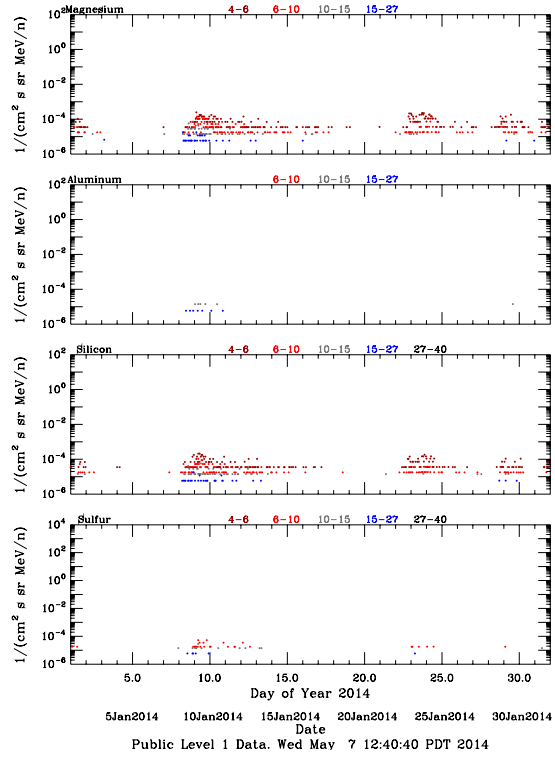 Magnesium 4-6 6-10 10-15 15-27
10² 10⁰ 10⁻² 10⁻⁴ 10⁻⁶
1/(cm² s sr MeV/n)
Aluminum 6-10 10-15 15-27
10² 10⁰ 10⁻² 10⁻⁴ 10⁻⁶
1/(cm² s sr MeV/n)
Silicon 4-6 6-10 10-15 15-27 27-40
10² 10⁰ 10⁻² 10⁻⁴ 10⁻⁶
1/(cm² s sr MeV/n)
Sulfur 4-6 6-10 10-15 15-27 27-40
10⁴ 10² 10⁰ 10⁻² 10⁻⁴ 10⁻⁶
1/(cm² s sr MeV/n)
5.0 10.0 15.0 20.0 25.0 30.0
Day of Year 2014
5Jan2014 10Jan2014 15Jan2014 20Jan2014 25Jan2014 30Jan2014
Date
Public Level 1 Data. Wed May 7 12:40:40 PDT 2014